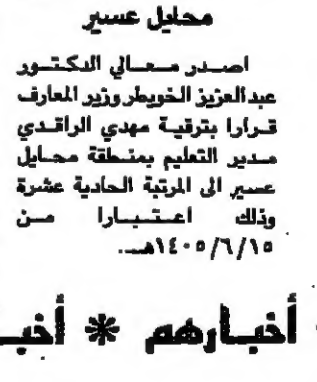 محايل عسير
اصدر معالي الدكتور
عبدالعزيز الخويطر وزير المعارف
قرارا بترقية مهدي الراقدي
مدير التعليم بمنطقة محايل
عسير الى المرتبة الحادية عشرة
وذلك اعتبارا من
١٤٠٥/٦/١٥هـ.
أخبارهم * أخبـ